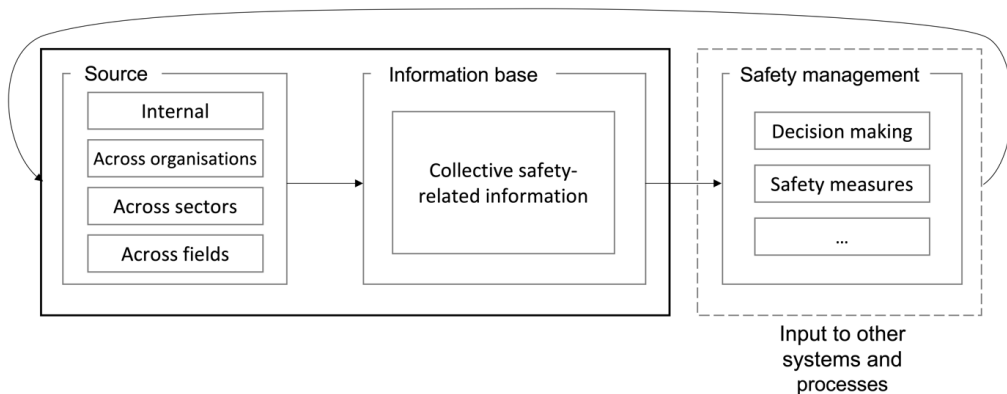 Source
Internal
Across organisations
Across sectors
Across fields
Information base
Collective safety-
related information
Safety management
Decision making
Safety measures
...
Input to other
systems and
processes